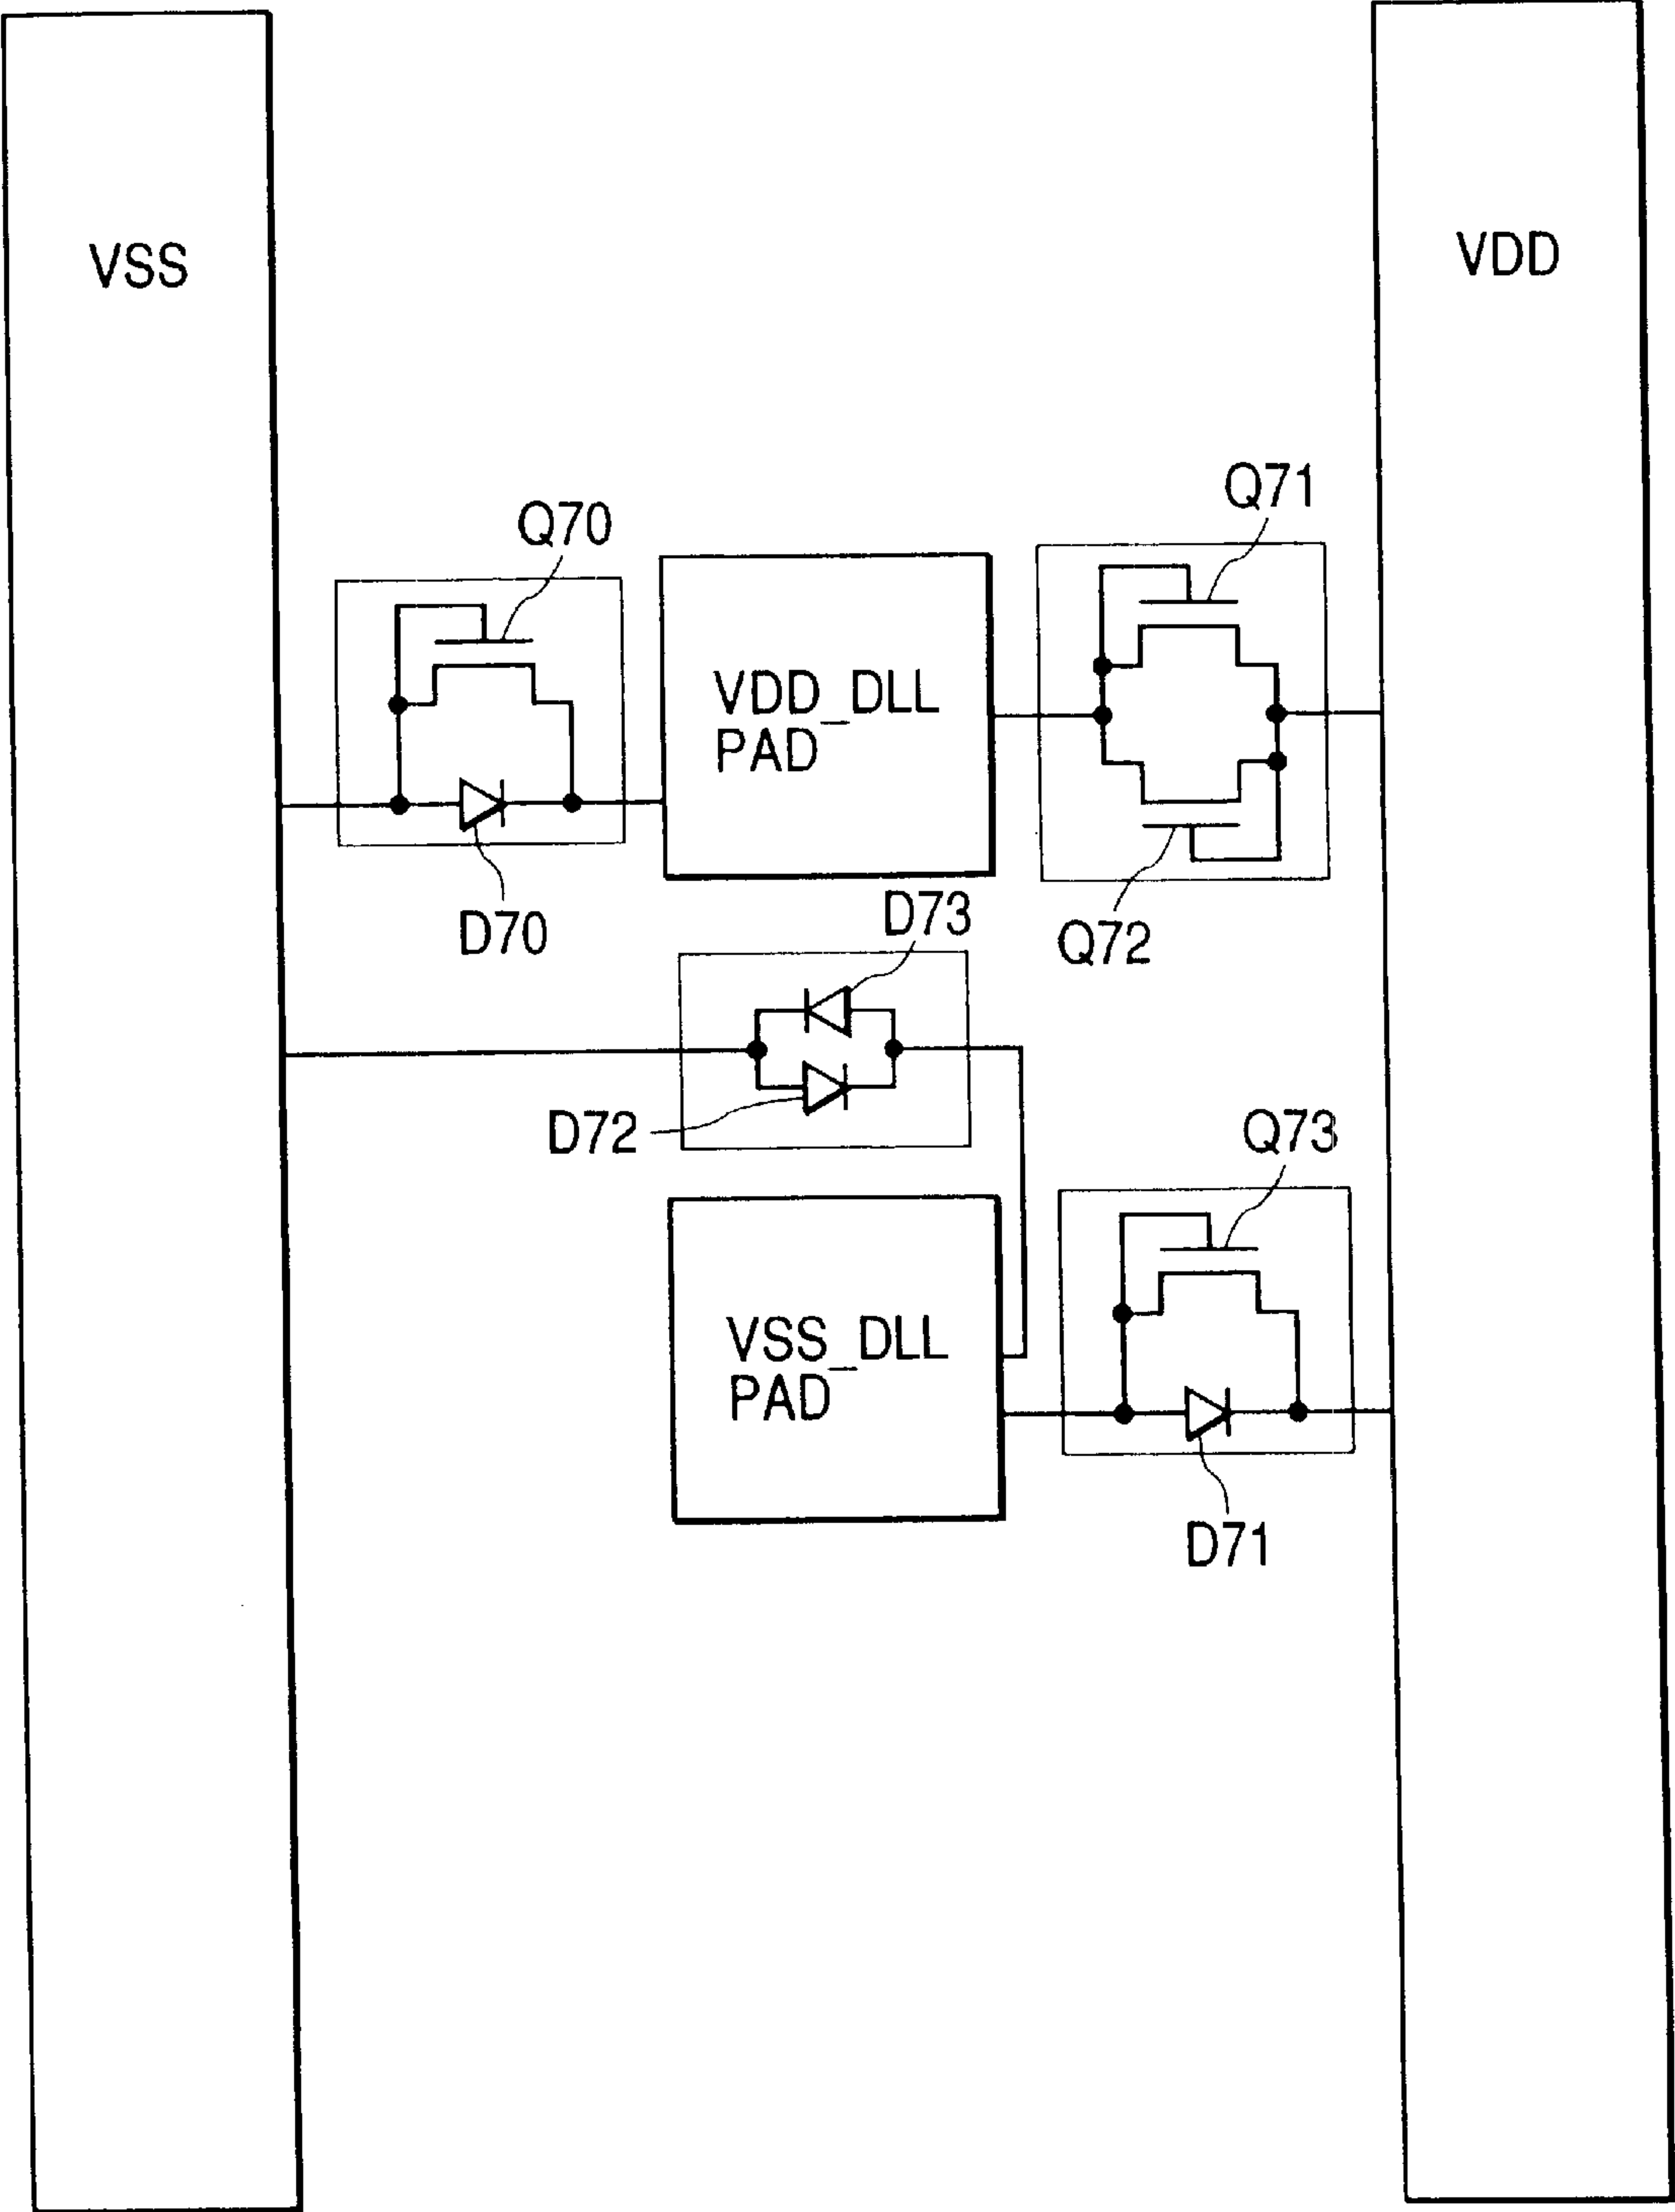 VSS
VDD
Q71
Q70
VDD_DLL
PAD
D70
D73
Q72
D72
Q73
VSS_DLL
PAD
D71